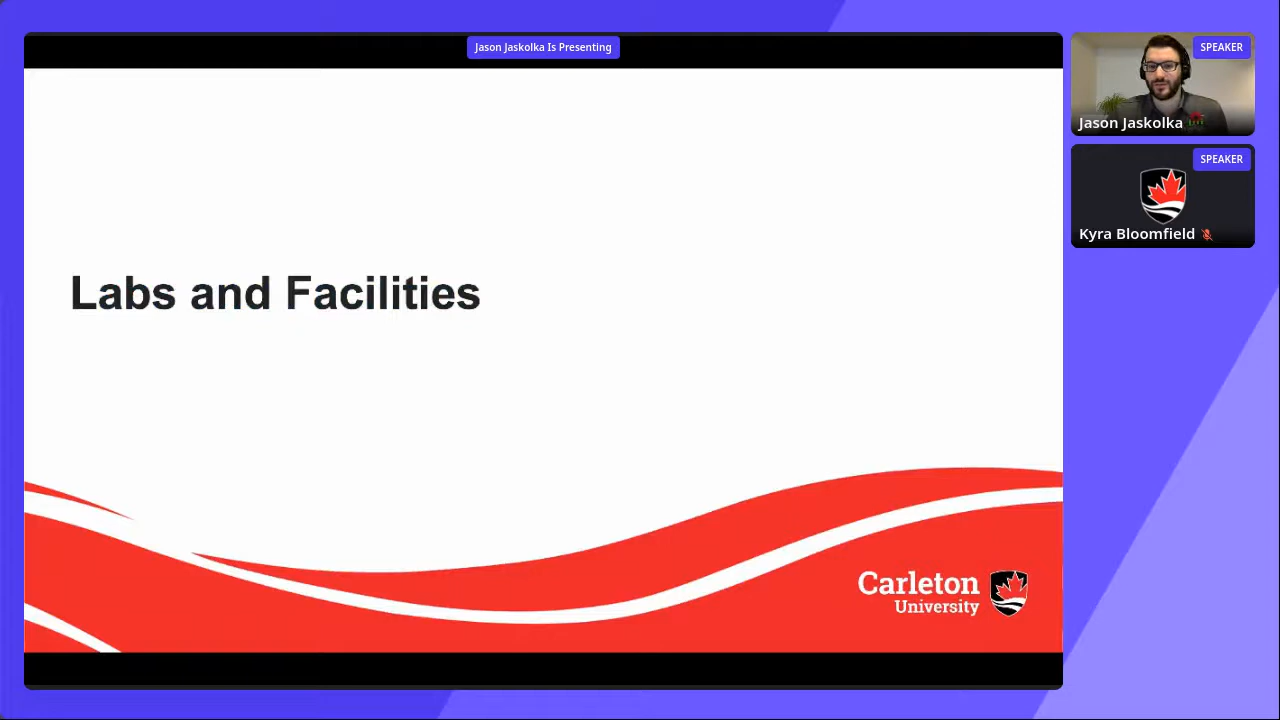 Jason Jaskolka Is Presenting
SPEAKER
Jason Jaskolka
SPEAKER
Kyra Bloomfield
Labs and Facilities
Carleton
University